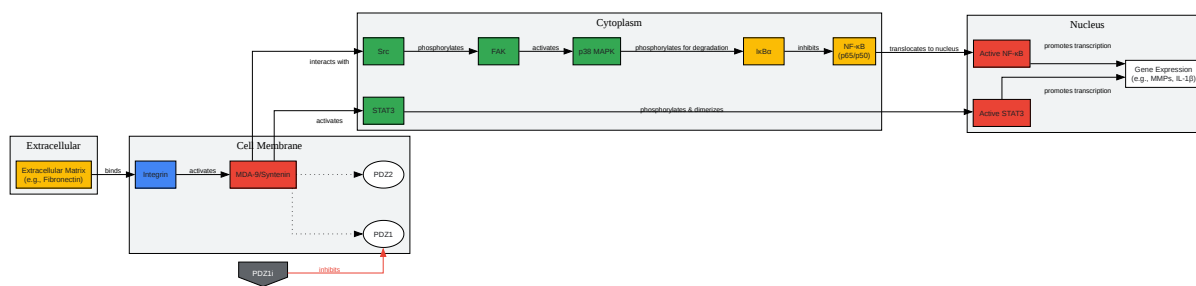 Cytoplasm
Nucleus
Src
phosphorylates
FAK
activates
p38 MAPK
phosphorylates for degradation
IκBα
inhibits
NF-κB
(p65/p50)
translocates to nucleus
Active NF-κB
promotes transcription
interacts with
Gene Expression
(e.g., MMPs, IL-1β)
promotes transcription
STAT3
activates
phosphorylates & dimerizes
Active STAT3
Extracellular
Cell Membrane
Extracellular Matrix
(e.g., Fibronectin)
binds
Integrin
activates
MDA-9/Syntenin
PDZ2
PDZ1
PDZ1i
inhibits